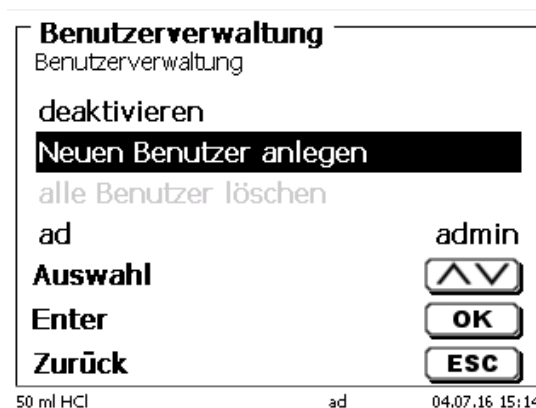 Benutzerverwaltung
Benutzerverwaltung
deaktivieren
Neuen Benutzer anlegen
alle Benutzer löschen
ad admin
Auswahl
Enter OK
Zurück ESC
50 ml HCl ad 04.07.16 15:14